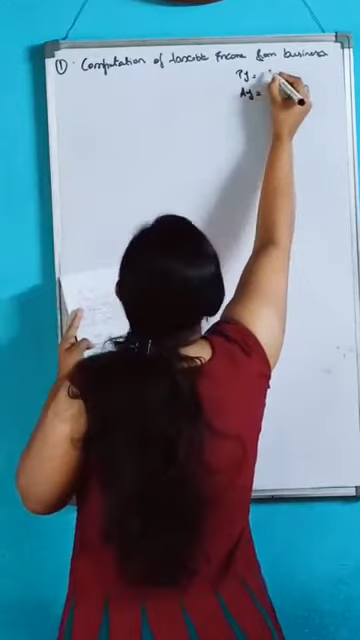 ① Computation of Taxable Income from business
PY =
AY =